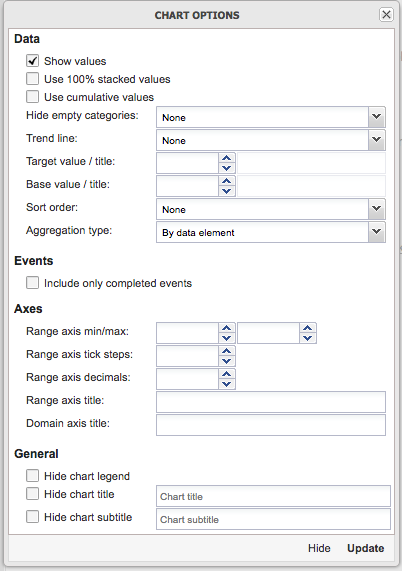 CHART OPTIONS
Data
Show values
Use 100% stacked values
Use cumulative values
Hide empty categories: None
Trend line: None
Target value / title:
Base value / title:
Sort order: None
Aggregation type: By data element
Events
Include only completed events
Axes
Range axis min/max:
Range axis tick steps:
Range axis decimals:
Range axis title:
Domain axis title:
General
Hide chart legend
Hide chart title Chart title
Hide chart subtitle Chart subtitle
Hide Update